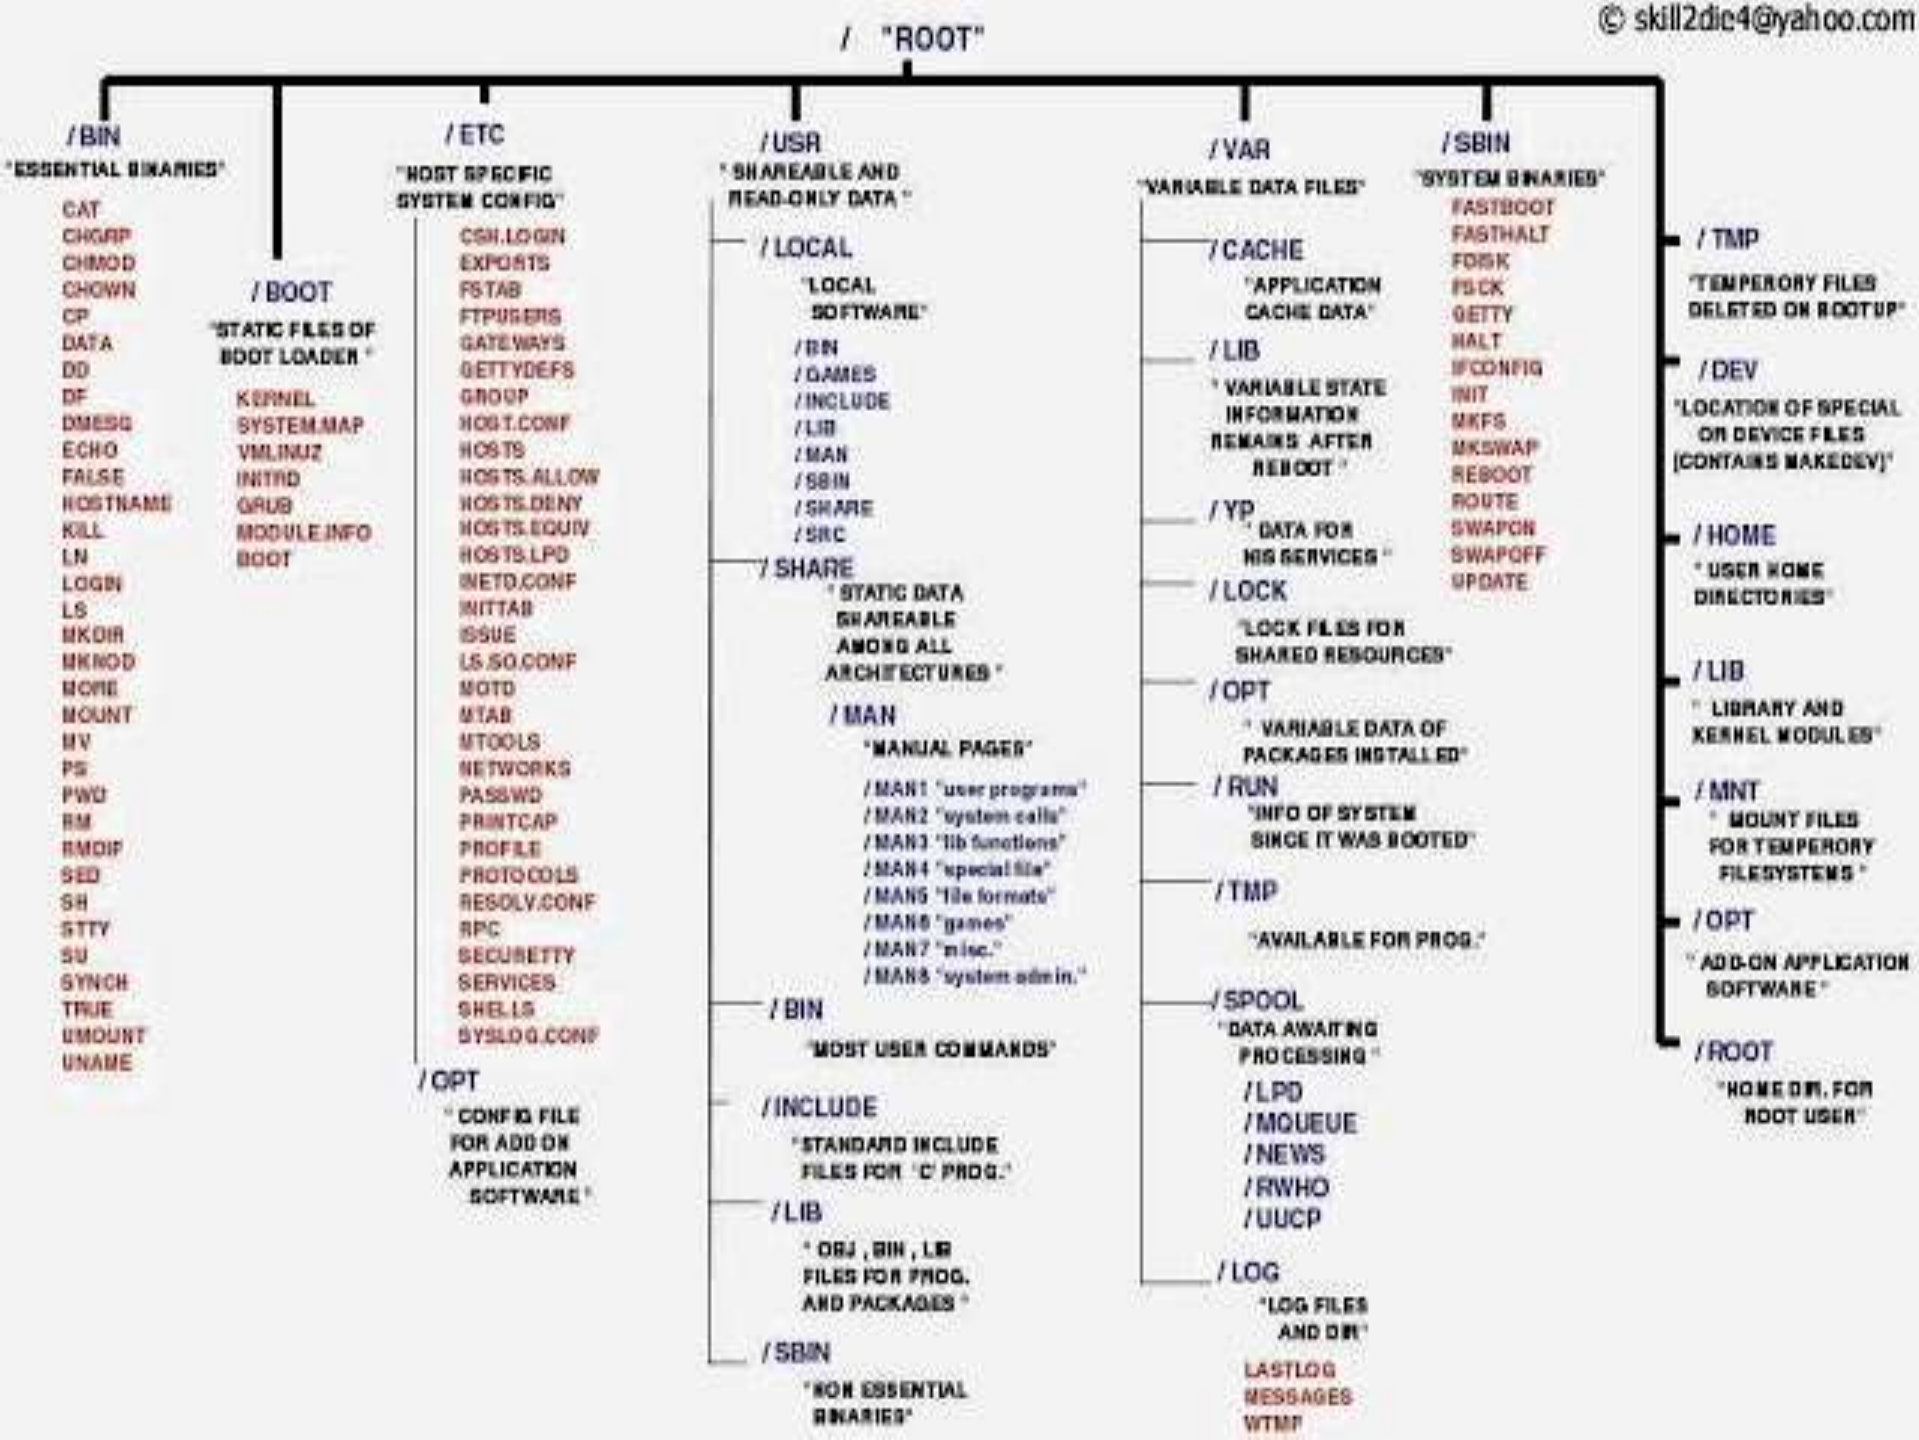 © skill2die4@yahoo.com
/ "ROOT"
/BIN
"ESSENTIAL BINARIES"
CAT
CHGRP
CHMOD
CHOWN
CP
DATA
DD
DF
DMESG
ECHO
FALSE
HOSTNAME
KILL
LN
LOGIN
LS
MKDIR
MKNOD
MORE
MOUNT
MV
PS
PWD
RM
RMDIR
SED
SH
STTY
SU
SYNCH
TRUE
UMOUNT
UNAME
/BOOT
"STATIC FILES OF
BOOT LOADER "
KERNEL
SYSTEM.MAP
VMLINUZ
INITRD
GRUB
MODULE.INFO
BOOT
/ETC
"HOST SPECIFIC
SYSTEM CONFIG"
CSH.LOGIN
EXPORTS
FSTAB
FTPUSERS
GATEWAYS
GETTYDEFS
GROUP
HOST.CONF
HOSTS
HOSTS.ALLOW
HOSTS.DENY
HOSTS.EQUIV
HOSTS.LPD
INETD.CONF
INITTAB
ISSUE
LS.SO.CONF
MOTD
MTAB
MTOOLS
NETWORKS
PASSWD
PRINTCAP
PROFILE
PROTOCOLS
RESOLV.CONF
RPC
SECURETTY
SERVICES
SHELLS
SYSLOG.CONF
/OPT
" CONFIG FILE
FOR ADD ON
APPLICATION
SOFTWARE "
/USR
" SHAREABLE AND
READ-ONLY DATA "
/LOCAL
"LOCAL
SOFTWARE"
/BIN
/GAMES
/INCLUDE
/LIB
/MAN
/SBIN
/SHARE
/SRC
/SHARE
" STATIC DATA
SHAREABLE
AMONG ALL
ARCHITECTURES "
/MAN
"MANUAL PAGES"
/MAN1 "user programs"
/MAN2 "system calls"
/MAN3 "lib functions"
/MAN4 "special file"
/MAN5 "file formats"
/MAN6 "games"
/MAN7 "misc."
/MAN8 "system admin."
/BIN
"MOST USER COMMANDS"
/INCLUDE
"STANDARD INCLUDE
FILES FOR 'C' PROG."
/LIB
" OBJ , BIN , LIB
FILES FOR PROG.
AND PACKAGES "
/SBIN
"NON ESSENTIAL
BINARIES"
/VAR
"VARIABLE DATA FILES"
/CACHE
"APPLICATION
CACHE DATA"
/LIB
" VARIABLE STATE
INFORMATION
REMAINS AFTER
REBOOT "
/YP
" DATA FOR
NIS SERVICES "
/LOCK
"LOCK FILES FOR
SHARED RESOURCES"
/OPT
" VARIABLE DATA OF
PACKAGES INSTALLED"
/RUN
"INFO OF SYSTEM
SINCE IT WAS BOOTED"
/TMP
"AVAILABLE FOR PROG."
/SPOOL
"DATA AWAITING
PROCESSING "
/LPD
/MQUEUE
/NEWS
/RWHO
/UUCP
/LOG
"LOG FILES
AND DIR"
LASTLOG
MESSAGES
WTMP
/SBIN
"SYSTEM BINARIES"
FASTBOOT
FASTHALT
FDISK
FSCK
GETTY
HALT
IFCONFIG
INIT
MKFS
MKSWAP
REBOOT
ROUTE
SWAPON
SWAPOFF
UPDATE
/ TMP
"TEMPERORY FILES
DELETED ON BOOTUP"
/DEV
"LOCATION OF SPECIAL
OR DEVICE FILES
[CONTAINS MAKEDEV]"
/HOME
" USER HOME
DIRECTORIES"
/LIB
" LIBRARY AND
KERNEL MODULES"
/MNT
" MOUNT FILES
FOR TEMPERORY
FILESYSTEMS "
/OPT
" ADD-ON APPLICATION
SOFTWARE "
/ROOT
"HOME DIR. FOR
ROOT USER"